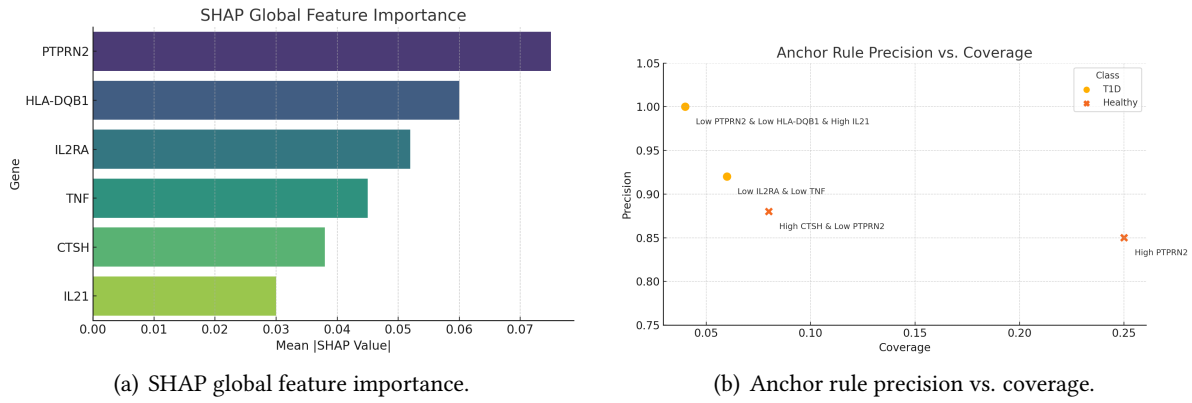 SHAP Global Feature Importance
Gene
PTPRN2
HLA-DQB1
IL2RA
TNF
CTSH
IL21
0.00 0.01 0.02 0.03 0.04 0.05 0.06 0.07
Mean |SHAP Value|
(a) SHAP global feature importance.
Anchor Rule Precision vs. Coverage
Precision
1.05
1.00
0.95
0.90
0.85
0.80
0.75
Class
T1D
Healthy
Low PTPRN2 & Low HLA-DQB1 & High IL21
Low IL2RA & Low TNF
High CTSH & Low PTPRN2
High PTPRN2
0.05 0.10 0.15 0.20 0.25
Coverage
(b) Anchor rule precision vs. coverage.